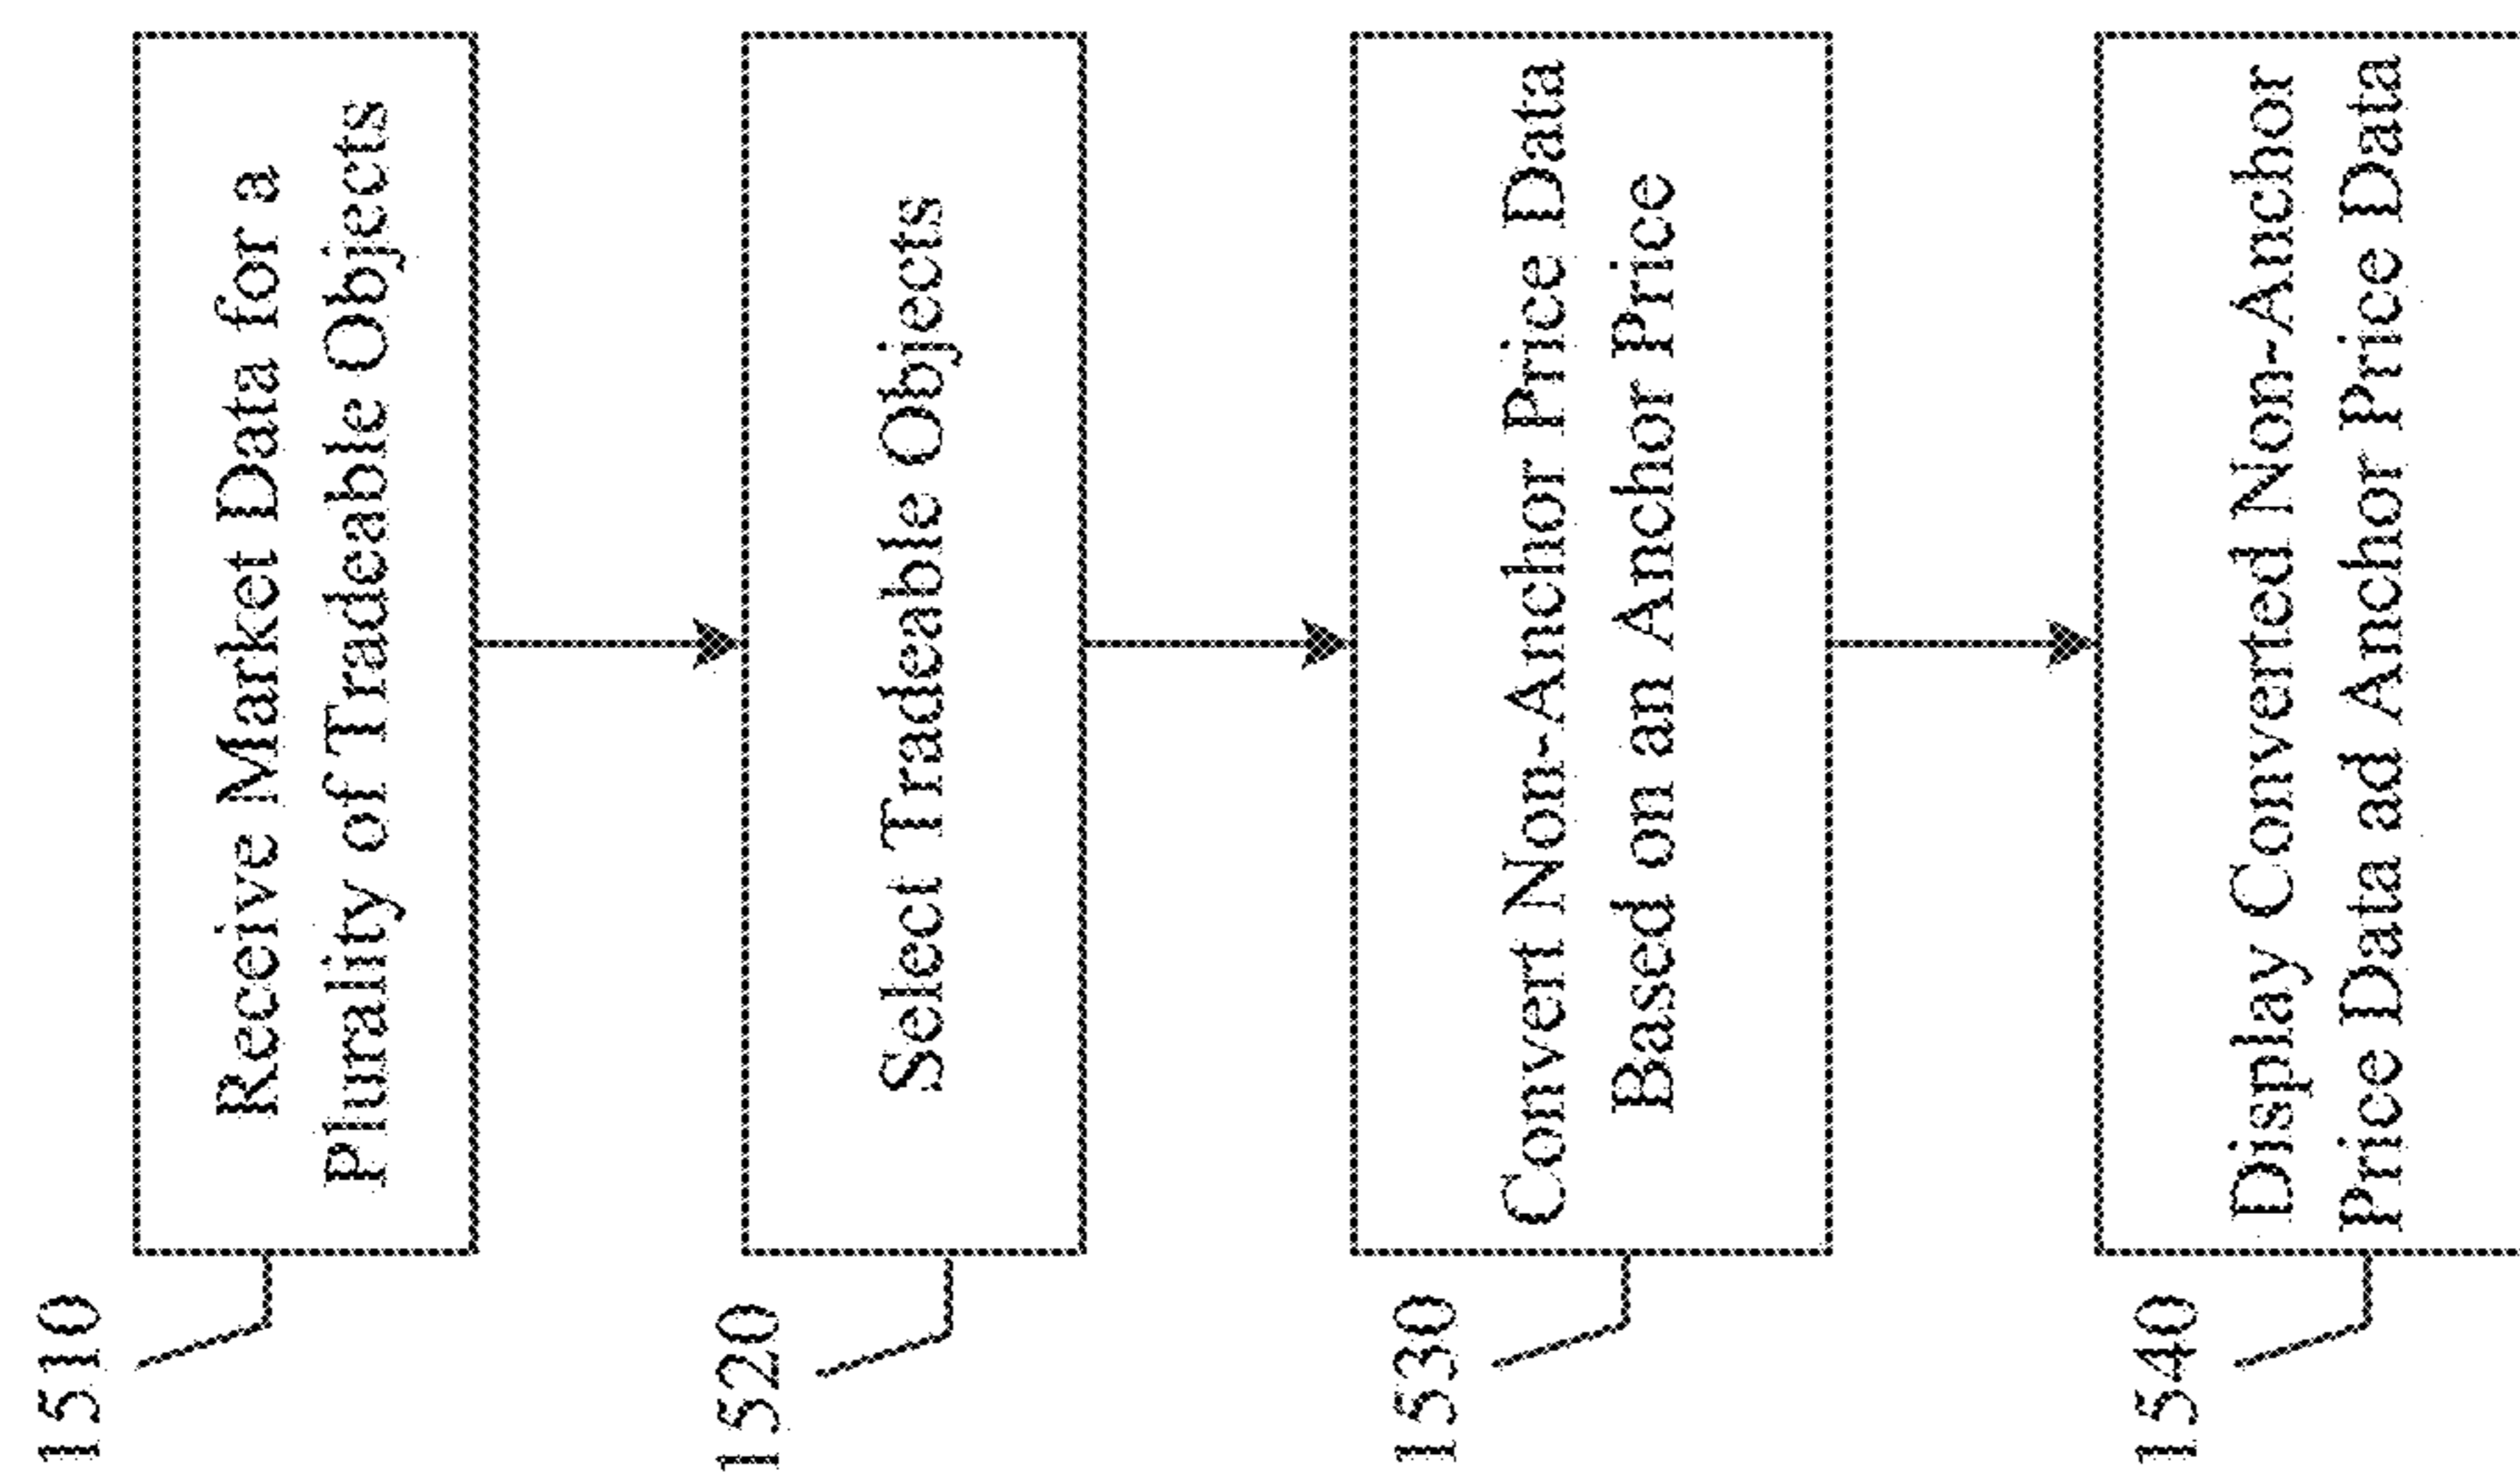 1510
Receive Market Data for a
Plurality of Tradeable Objects
1520
Select Tradeable Objects
1530
Convert Non-Anchor Price Data
Based on an Anchor Price
1540
Display Converted Non-Anchor
Price Data ad Anchor Price Data